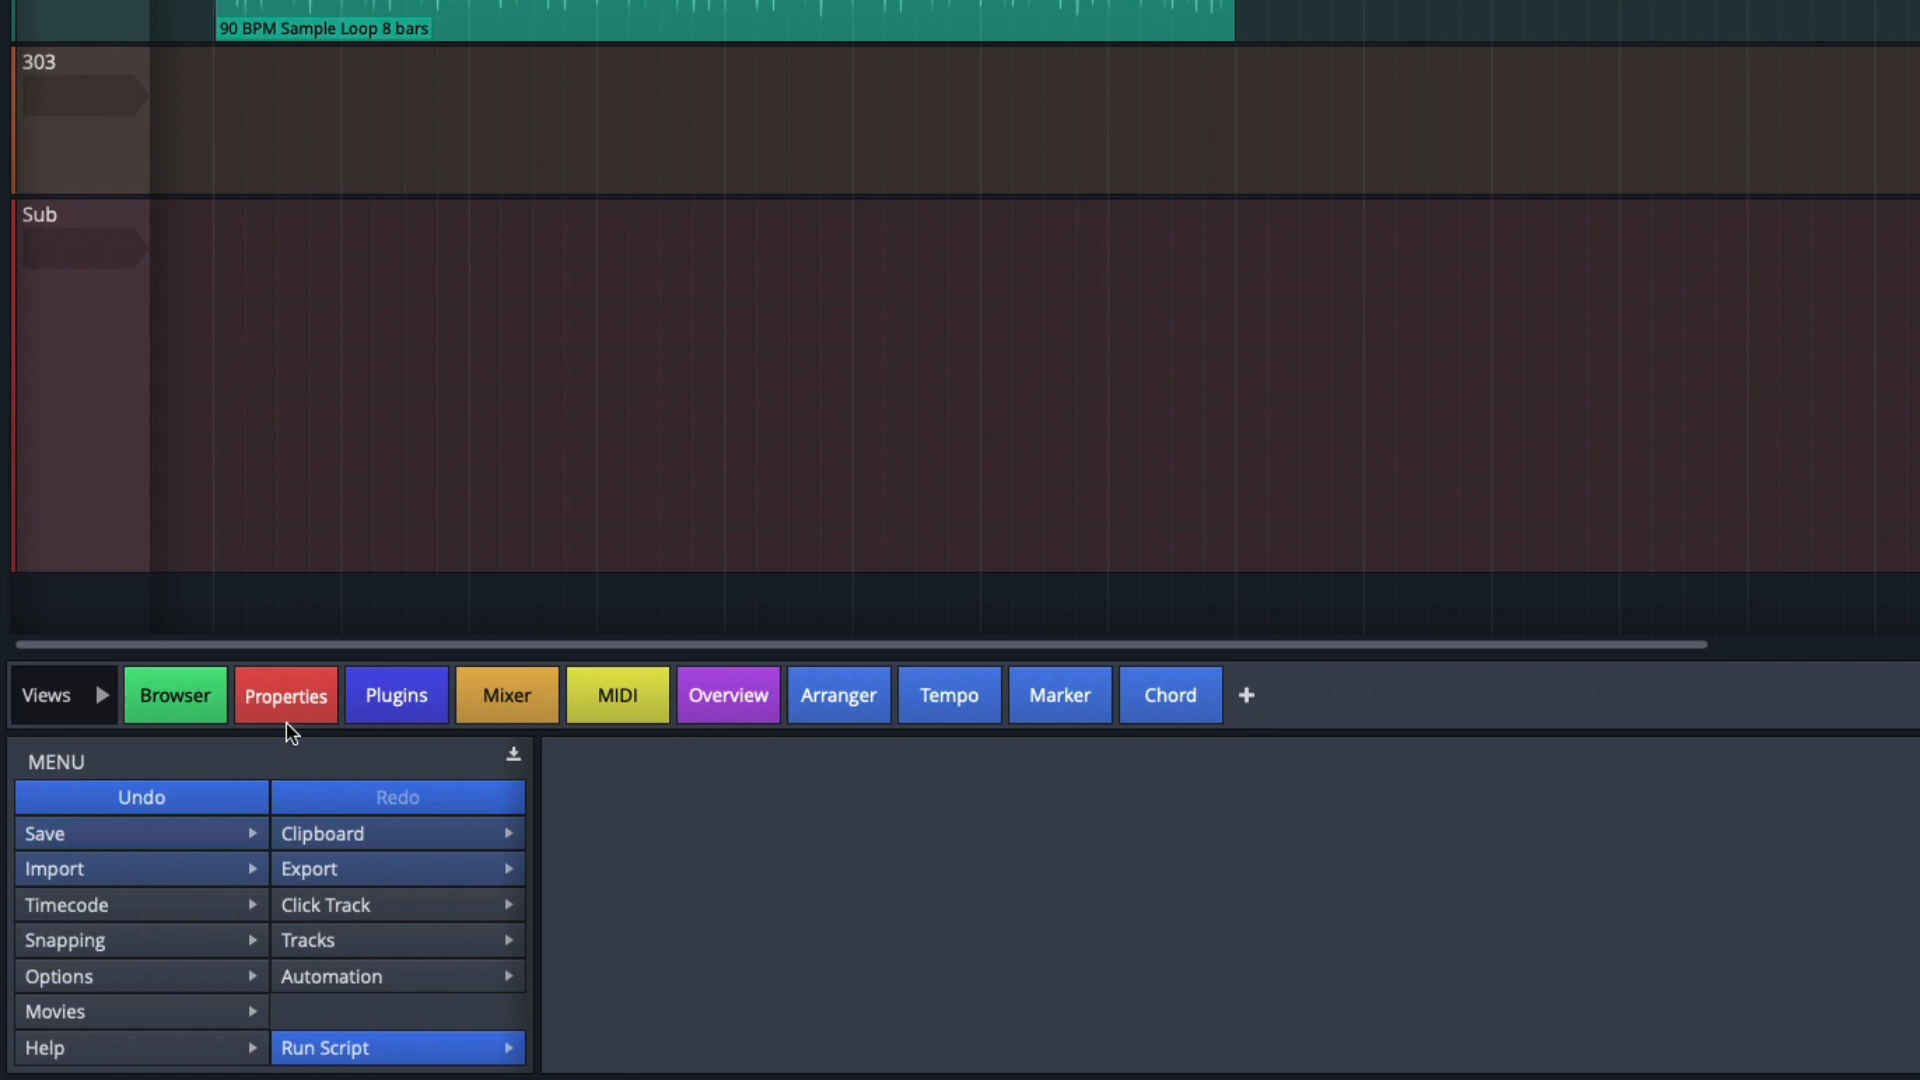 90 BPM Sample Loop 8 bars
303
Sub
Views Browser Properties Plugins Mixer MIDI Overview Arranger Tempo Marker Chord +
MENU
Undo Redo
Save Clipboard
Import Export
Timecode Click Track
Snapping Tracks
Options Automation
Movies
Help Run Script